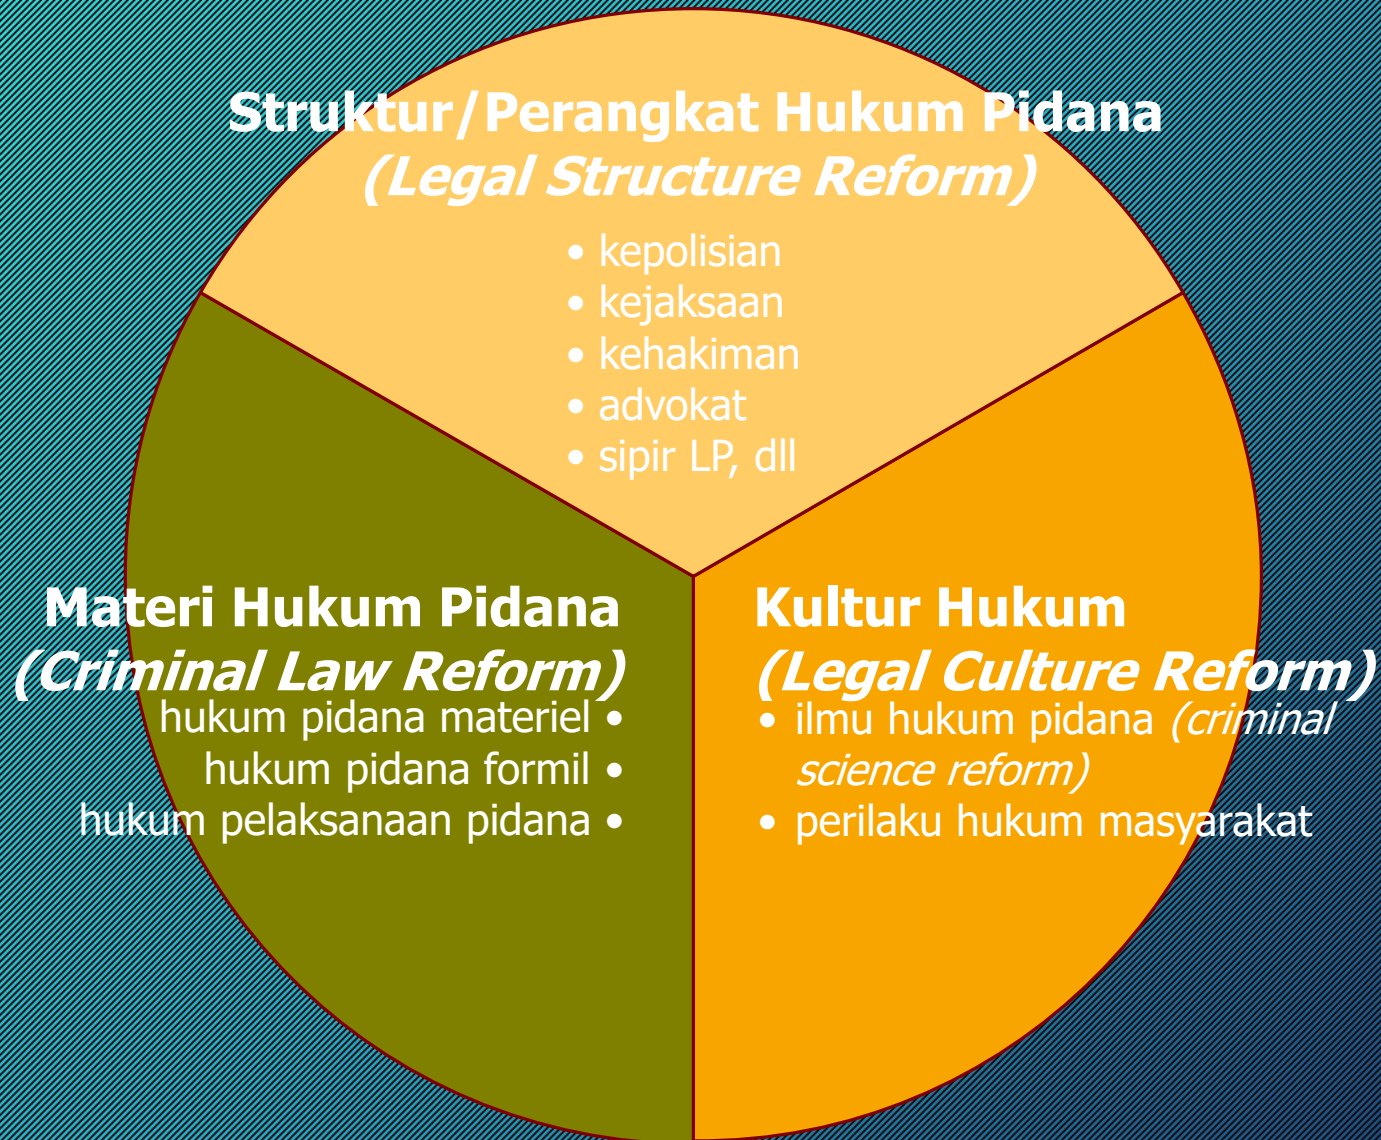 Struktur/Perangkat Hukum Pidana
(Legal Structure Reform)
• kepolisian
• kejaksaan
• kehakiman
• advokat
• sipir LP, dll
Materi Hukum Pidana
(Criminal Law Reform)
hukum pidana materiel •
hukum pidana formil •
hukum pelaksanaan pidana •
Kultur Hukum
(Legal Culture Reform)
• ilmu hukum pidana (criminal
science reform)
• perilaku hukum masyarakat